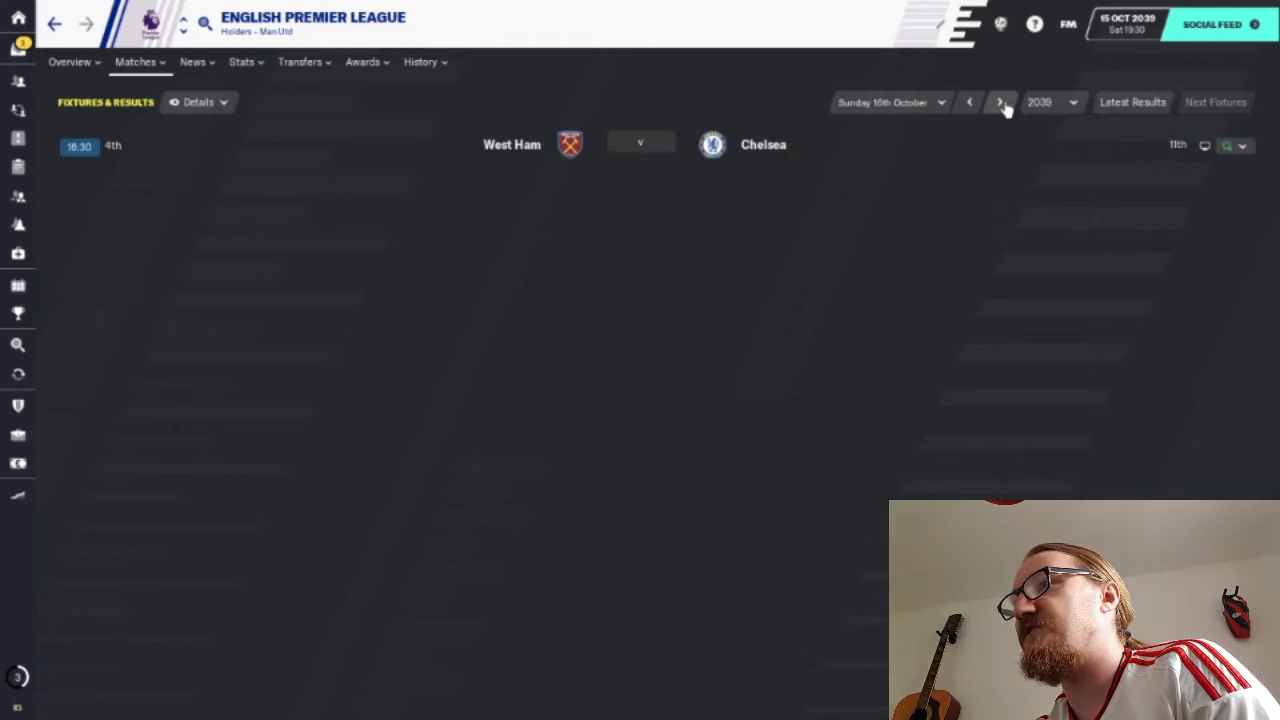 ENGLISH PREMIER LEAGUE
Holders - Man Utd
FM
15 OCT 2039
Sat 19:30
SOCIAL FEED
1
Overview
Matches
News
Stats
Transfers
Awards
History
FIXTURES & RESULTS
Details
Sunday 16th October
2039
Latest Results
Next Fixtures
16:30
4th
West Ham
v
Chelsea
11th
3